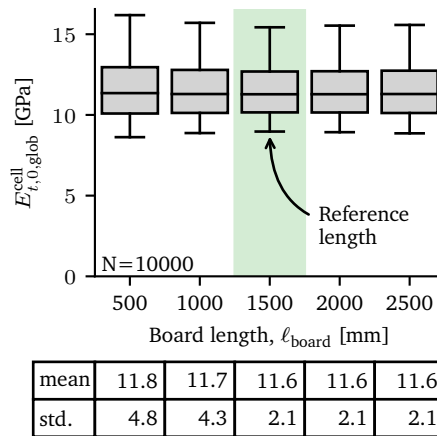 15
10
5
0
E^cell_t,0,glob [GPa]
Reference
length
N=10000
500 1000 1500 2000 2500
Board length, ℓ_board [mm]
mean 11.8 11.7 11.6 11.6 11.6
std. 4.8 4.3 2.1 2.1 2.1